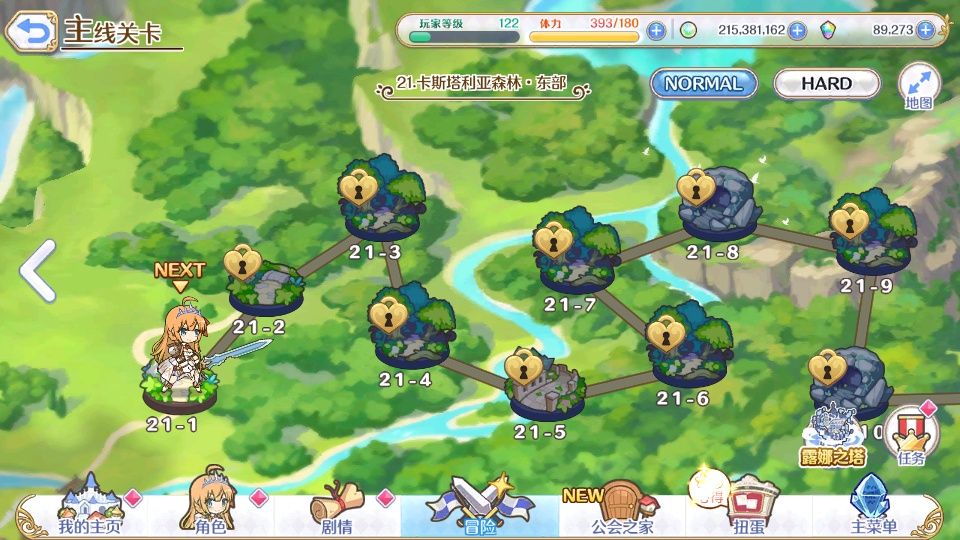 主线关卡
玩家等级 122
体力 393/180
215,381,162
89,273
21.卡斯塔利亚森林·东部
NORMAL
HARD
地图
21-3
21-8
NEXT
21-9
21-2
21-7
21-4
21-6
21-1
21-5
10
露娜之塔
任务
NEW
我的主页
角色
剧情
冒险
公会之家
扭蛋
主菜单